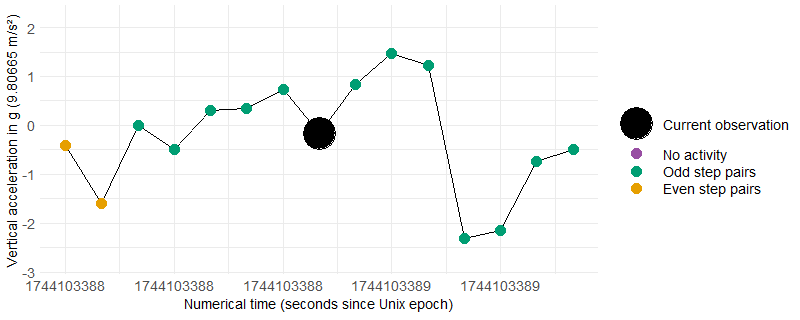 Vertical acceleration in g (9.80665 m/s²)
2
1
0
-1
-2
-3
1744103388 1744103388 1744103388 1744103389 1744103389
Numerical time (seconds since Unix epoch)
Current observation
No activity
Odd step pairs
Even step pairs